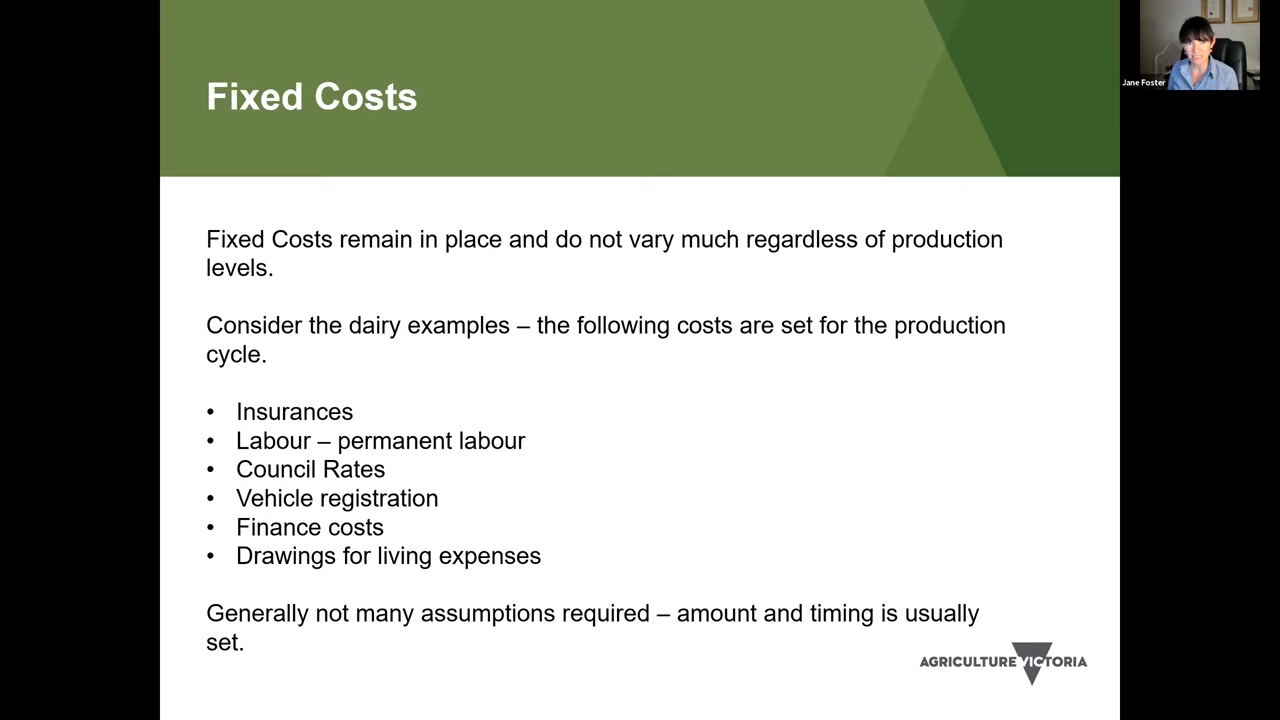 Fixed Costs
Jane Foster
Fixed Costs remain in place and do not vary much regardless of production
levels.
Consider the dairy examples – the following costs are set for the production
cycle.
• Insurances
• Labour – permanent labour
• Council Rates
• Vehicle registration
• Finance costs
• Drawings for living expenses
Generally not many assumptions required – amount and timing is usually
set.
AGRICULTURE VICTORIA